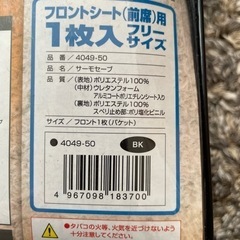 フロントシート(前席)用
1枚入フリーサイズ
品番/4049-50
品名/サーモセーブ
品質/(表地)ポリエステル100%
(中材)ウレタンフォーム
アルミコートポリエチレンシート入り
(裏地)ポリエステル100%
スベリ止め部:ポリ塩化ビニル
サイズ/フロント1枚(バケット)
●4049-50 BK
4 967098 183700
●タバコの火等、火気を近づけないよう